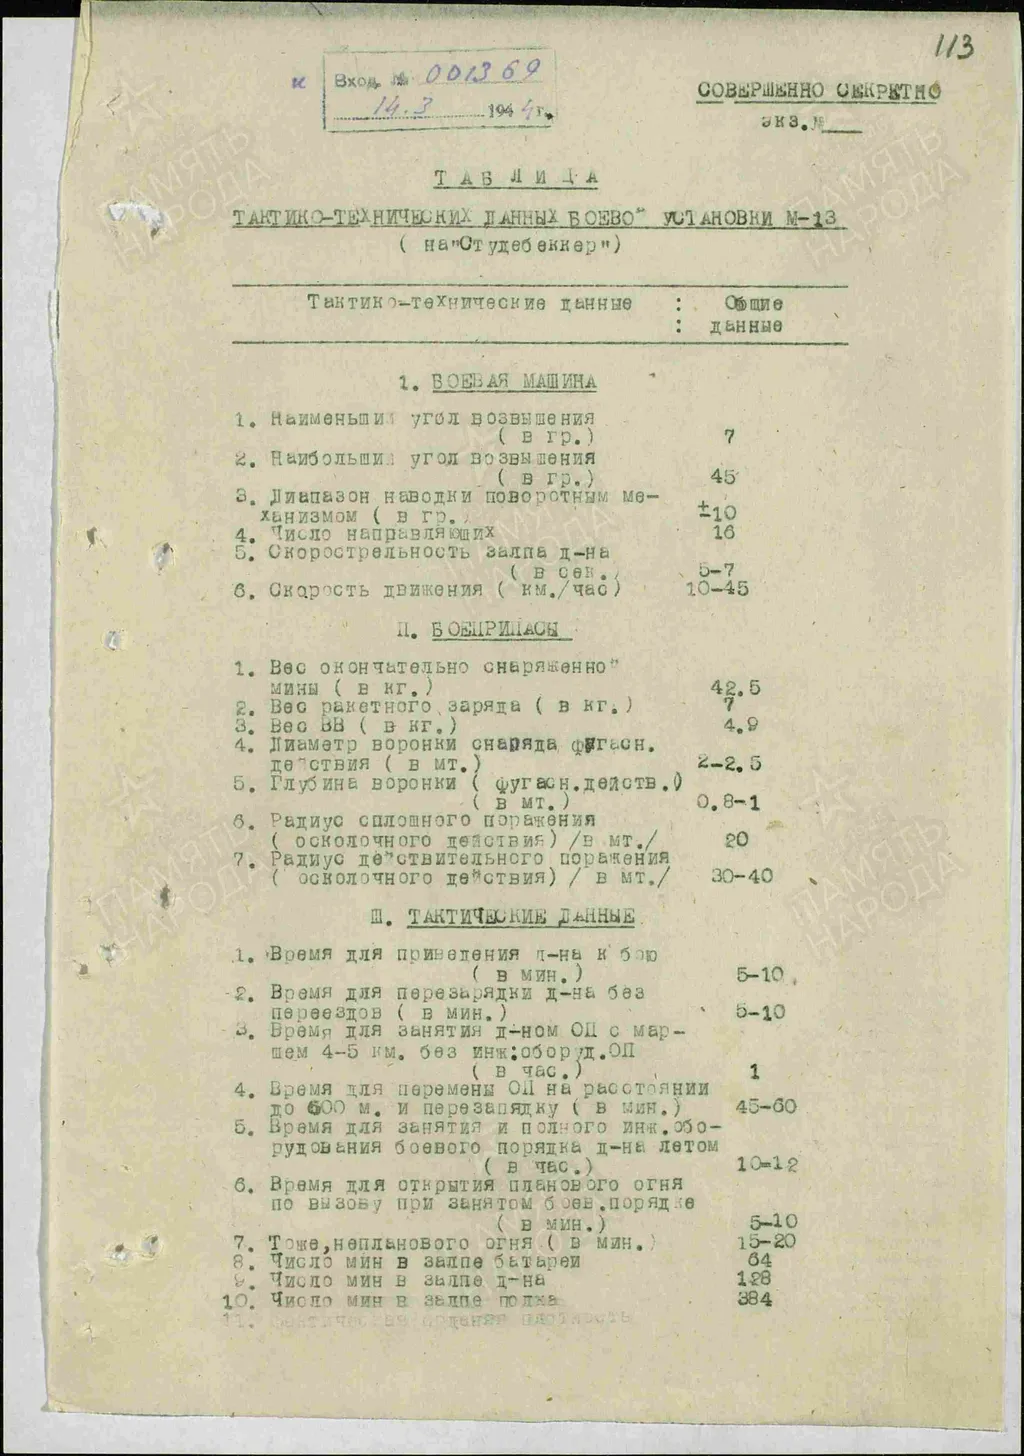 113
Вход. № 001369
14.3 1944 г.
СОВЕРШЕННО СЕКРЕТНО
экз.№____
ТАБЛИЦА
ТАКТИКО-ТЕХНИЧЕСКИХ ДАННЫХ БОЕВОЙ УСТАНОВКИ М-13
( на"Студебеккер")
Тактико-технические данные : Общие
: данные
1. БОЕВАЯ МАШИНА
1. Наименьший угол возвышения
( в гр.) 7
2. Наибольший угол возвышения
( в гр.) 45
3. Диапазон наводки поворотным ме-
ханизмом ( в гр.) ±10
4. Число направляющих 16
5. Скорострельность залпа д-на
( в сек.) 5-7
6. Скорость движения ( км./час) 10-45
П. БОЕПРИПАСЫ
1. Вес окончательно снаряженной
мины ( в кг.) 42.5
2. Вес ракетного заряда ( в кг.) 7
3. Вес ВВ ( в кг.) 4.9
4. Диаметр воронки снаряда фугасн.
действия ( в мт.) 2-2.5
5. Глубина воронки ( фугасн.действ.)
( в мт.) 0.8-1
6. Радиус сплошного поражения
( осколочного действия) /в мт./ 20
7. Радиус действительного поражения
( осколочного действия) / в мт./ 30-40
Ш. ТАКТИЧЕСКИЕ ДАННЫЕ
1. Время для приведения д-на к бою
( в мин.) 5-10
2. Время для перезарядки д-на без
переездов ( в мин.) 5-10
3. Время для занятия д-ном ОП с мар-
шем 4-5 км. без инж:оборуд.ОП
( в час.) 1
4. Время для перемены ОП на расстоянии
до 600 м. и перезарядку ( в мин.) 45-60
5. Время для занятия и полного инж.обо-
рудования боевого порядка д-на летом
( в час.) 10=12
6. Время для открытия планового огня
по вызову при занятом боев.порядке
( в мин.) 5-10
7. Тоже,непланового огня ( в мин.) 15-20
8. Число мин в залпе батареи 64
9. Число мин в залпе д-на 128
10. Число мин в залпе полка 384
11. плотность